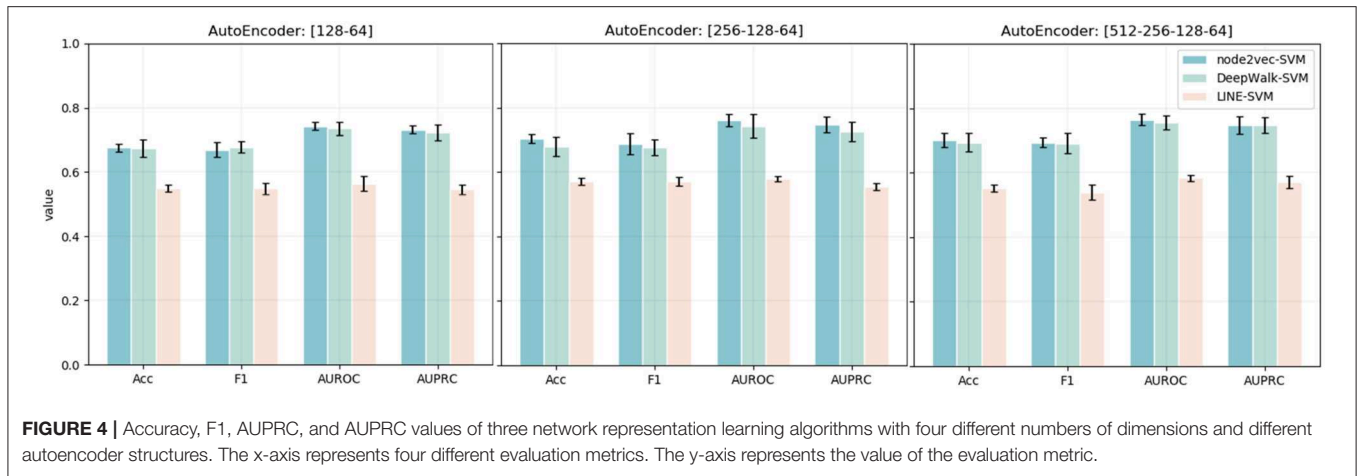 AutoEncoder: [128-64]
AutoEncoder: [256-128-64]
AutoEncoder: [512-256-128-64]
node2vec-SVM
DeepWalk-SVM
LINE-SVM
value
1.0
0.8
0.6
0.4
0.2
0.0
Acc F1 AUROC AUPRC
Acc F1 AUROC AUPRC
Acc F1 AUROC AUPRC
FIGURE 4 | Accuracy, F1, AUPRC, and AUPRC values of three network representation learning algorithms with four different numbers of dimensions and different
autoencoder structures. The x-axis represents four different evaluation metrics. The y-axis represents the value of the evaluation metric.